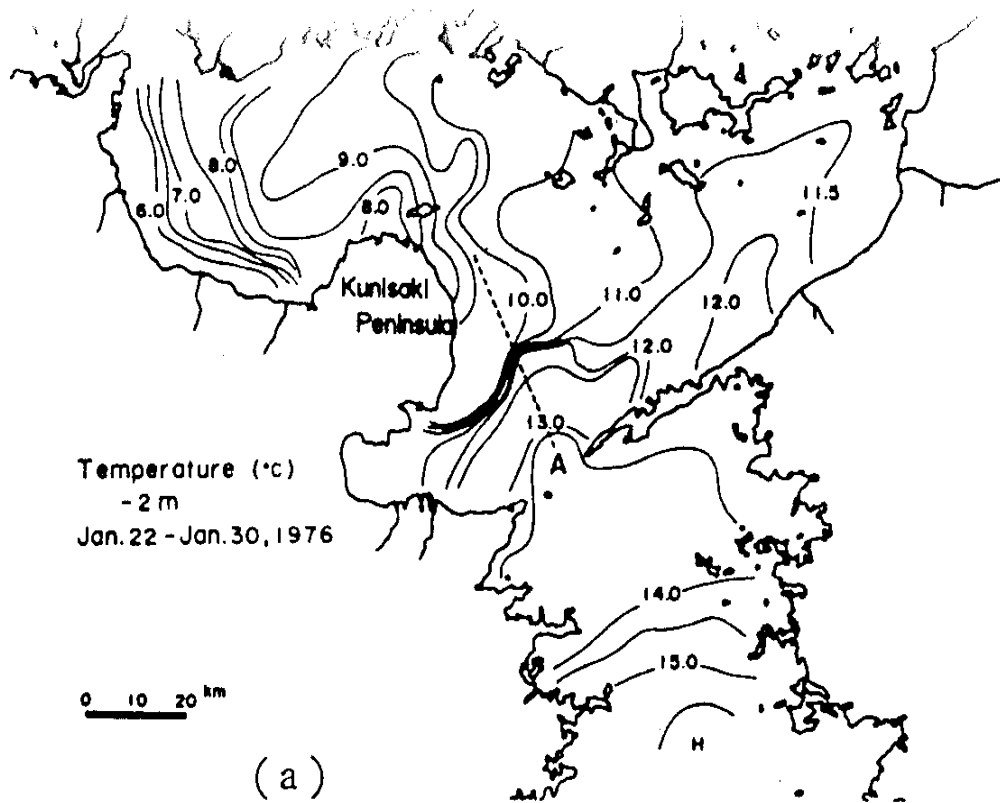 9.0
8.0
8.0
7.0
6.0
11.5
Kunisaki
Peninsula
10.0
11.0
12.0
12.0
13.0
A
Temperature (°c)
-2 m
Jan. 22 - Jan. 30, 1976
14.0
15.0
0 10 20 km
H
(a)